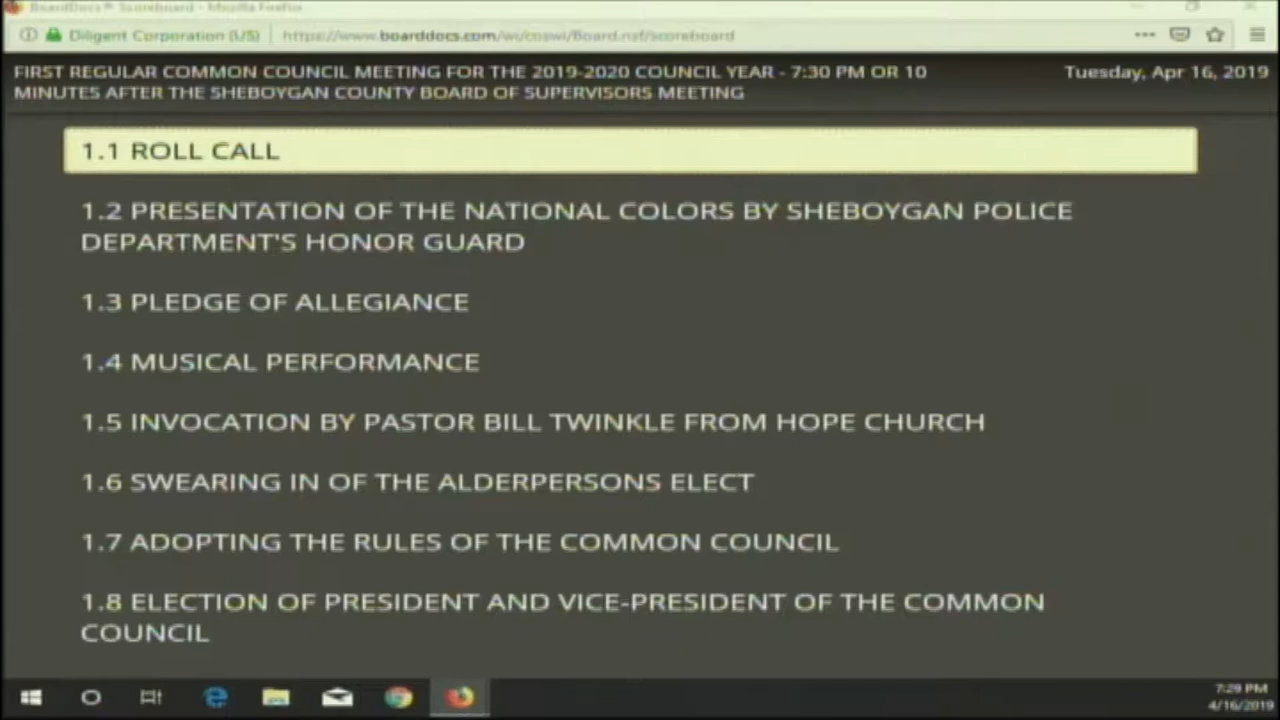 BoardDocs® Scoreboard - Mozilla Firefox
Diligent Corporation (US) https://www.boarddocs.com/wi/coswi/Board.nsf/scoreboard
FIRST REGULAR COMMON COUNCIL MEETING FOR THE 2019-2020 COUNCIL YEAR - 7:30 PM OR 10
MINUTES AFTER THE SHEBOYGAN COUNTY BOARD OF SUPERVISORS MEETING
Tuesday, Apr 16, 2019
1.1 ROLL CALL
1.2 PRESENTATION OF THE NATIONAL COLORS BY SHEBOYGAN POLICE
DEPARTMENT'S HONOR GUARD
1.3 PLEDGE OF ALLEGIANCE
1.4 MUSICAL PERFORMANCE
1.5 INVOCATION BY PASTOR BILL TWINKLE FROM HOPE CHURCH
1.6 SWEARING IN OF THE ALDERPERSONS ELECT
1.7 ADOPTING THE RULES OF THE COMMON COUNCIL
1.8 ELECTION OF PRESIDENT AND VICE-PRESIDENT OF THE COMMON
COUNCIL
7:29 PM
4/16/2019